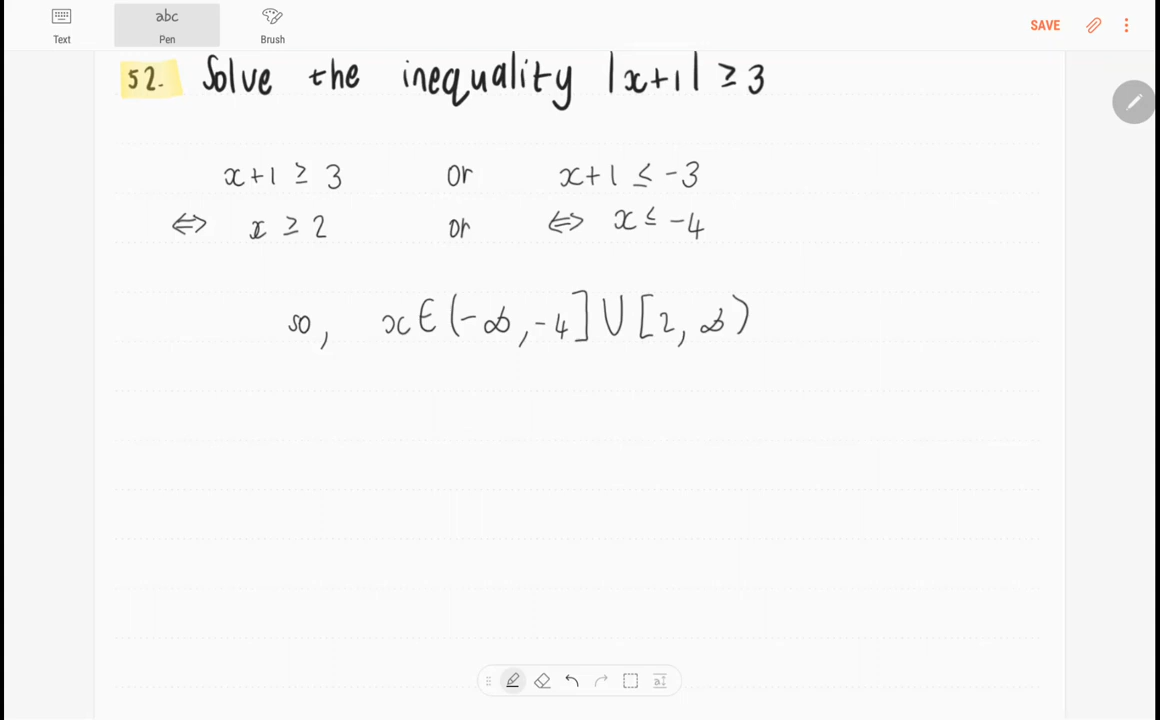 Text
abc
Pen
Brush
SAVE
52. Solve the inequality |x+1| ≥ 3
x+1 ≥ 3 or x+1 ≤ -3
⇔ x ≥ 2 or ⇔ x ≤ -4
so, x ∈ (-∞, -4] ∪ [2, ∞)